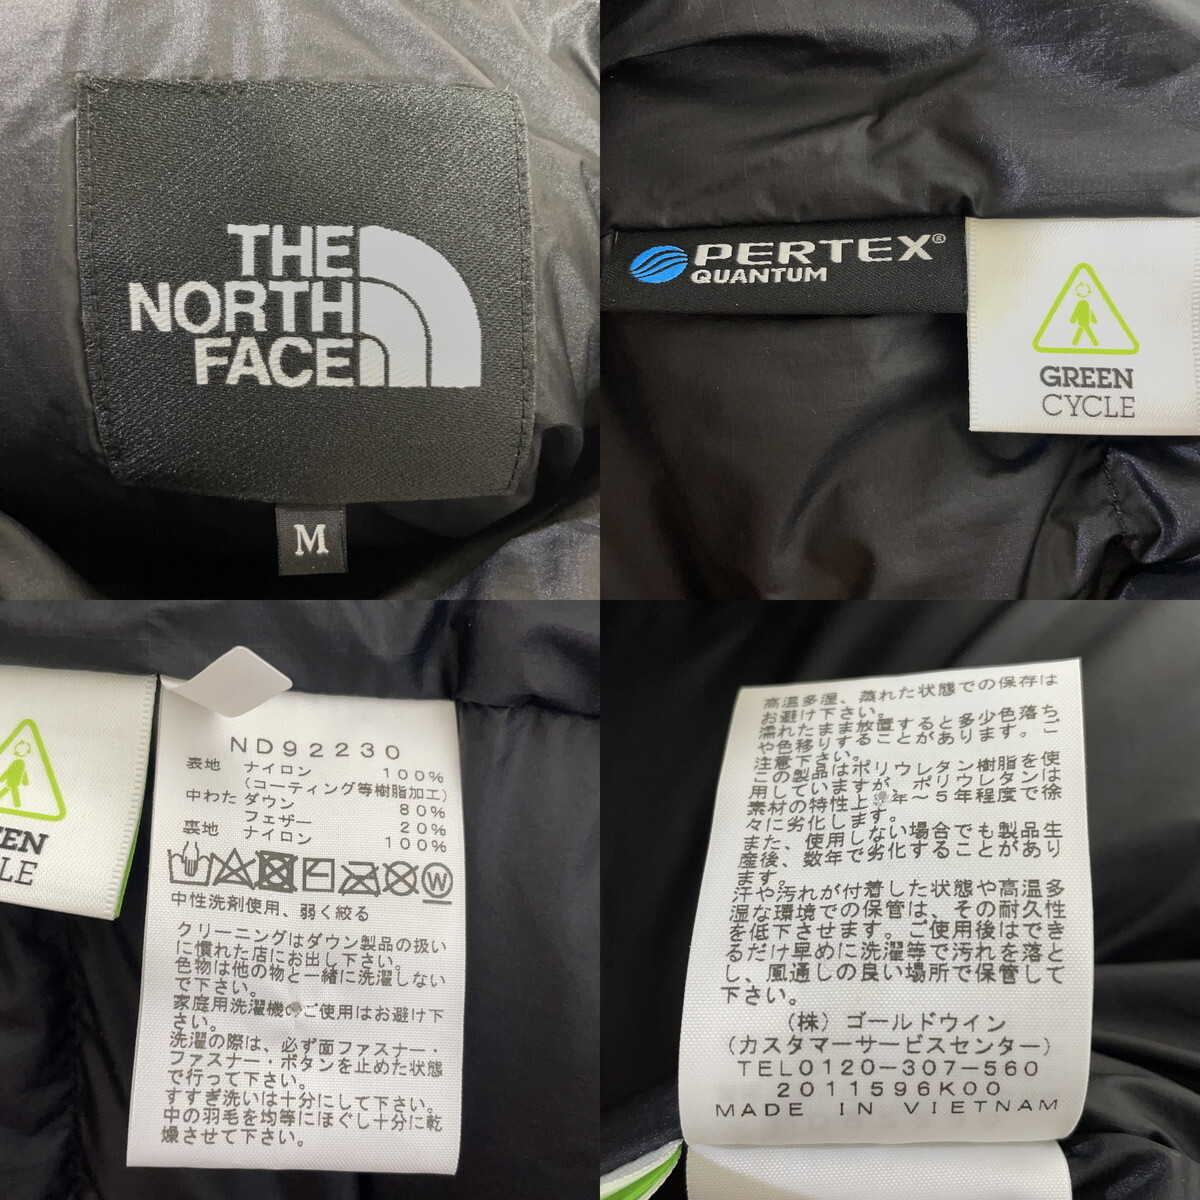 THE
NORTH
FACE
M
PERTEX®
QUANTUM
GREEN
CYCLE
EN
LE
ND92230
表地 ナイロン 100%
(コーティング等樹脂加工)
中わた ダウン 80%
フェザー 20%
裏地 ナイロン 100%
W
中性洗剤使用、弱く絞る
クリーニングはダウン製品の扱い
に慣れた店にお出し下さい。
色物は他の物と一緒に洗濯しない
で下さい。
家庭用洗濯機のご使用はお避け下
さい。
洗濯の際は、必ず面ファスナー・
ファスナー・ボタンを止めた状態
で行って下さい。
すすぎ洗いは十分にして下さい。
中の羽毛を均等にほぐし十分に乾
燥させて下さい。
高温多湿、蒸れた状態での保存は
お避け下さい。
濡れたまま放置すると多少色落ち
や色移りすることがあります。ご
注意下さい。
この製品はポリウレタン樹脂を使
用していますが、ポリウレタンは
素材の特性上 年～5年程度で徐
々に劣化します。
また、使用しない場合でも製品生
産後、数年で劣化することがあり
ます。
汗や汚れが付着した状態や高温多
湿な環境での保管は、その耐久性
を低下させます。ご使用後はでき
るだけ早めに洗濯等で汚れを落と
し、風通しの良い場所で保管して
下さい。
(株)ゴールドウイン
(カスタマーサービスセンター)
TEL0120-307-560
2011596K00
MADE IN VIETNAM